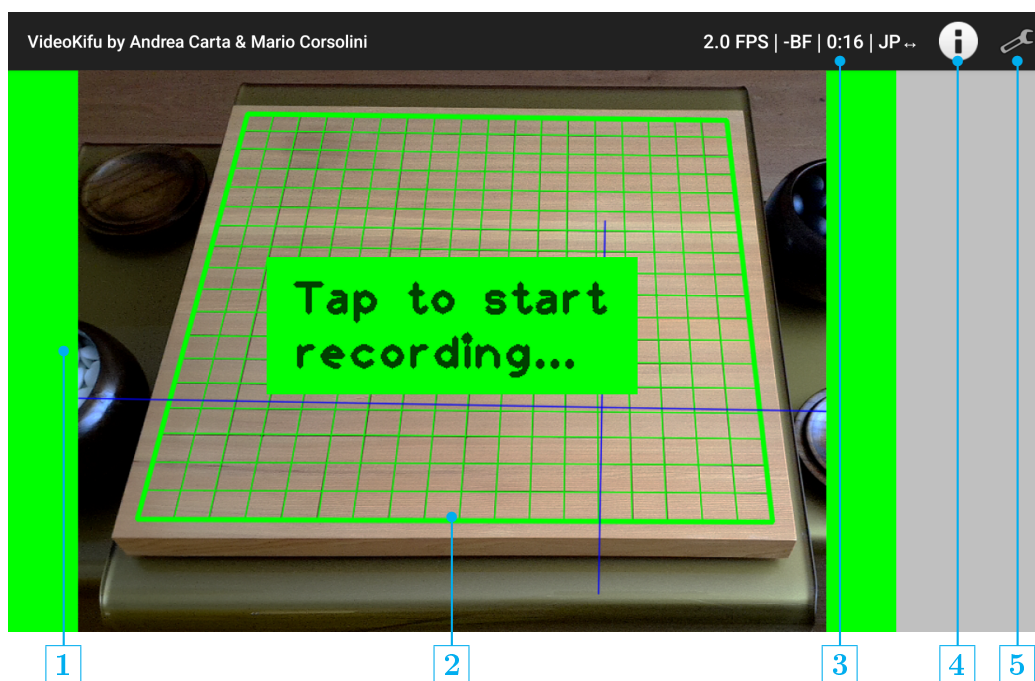 VideoKifu by Andrea Carta & Mario Corsolini
2.0 FPS | -BF | 0:16 | JP↔
i
Tap to start
recording...
1
2
3
4
5